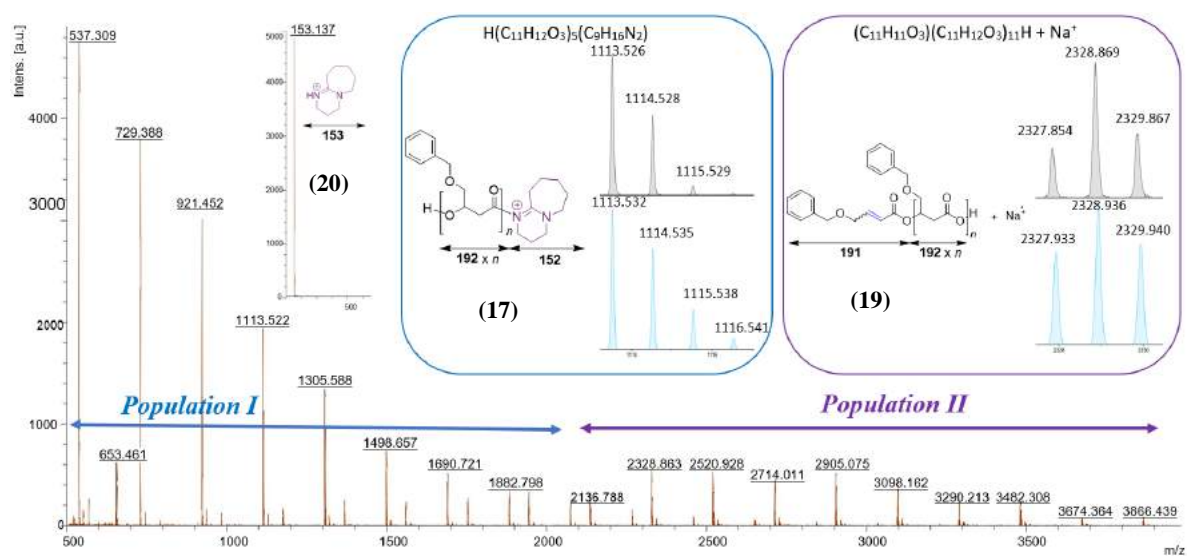 Intens. [a.u.]
4000
3000
2000
1000
0
537.309
729.388
921.452
1113.522
1305.588
653.461
1498.657
1690.721
1882.798
2136.788
2328.863
2520.928
2714.011
2905.075
3098.162
3290.213
3482.308
3674.364
3866.439
500
1000
1500
2000
2500
3000
3500
m/z
Population I
Population II
5000
4000
3000
2000
1000
0
500
153.137
HN
N
153
(20)
H(C11H12O3)5(C9H16N2)
1113.526
1114.528
1115.529
1113.532
1114.535
1115.538
1116.541
O
O
H
O
n
N
N
192 x n
152
(17)
(C11H11O3)(C11H12O3)11H + Na+
2328.869
2327.854
2329.867
2328.936
2327.933
2329.940
O
O
O
O
O
O
H
n
+ Na+
191
192 x n
(19)